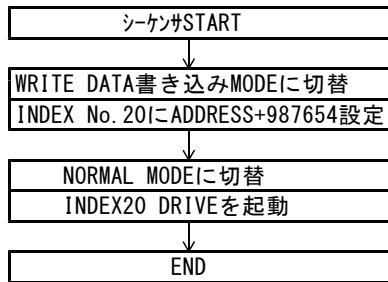 ｼｰｹﾝｻSTART
WRITE DATA書き込みMODEに切替
INDEX No.20にADDRESS+987654設定
NORMAL MODEに切替
INDEX20 DRIVEを起動
END